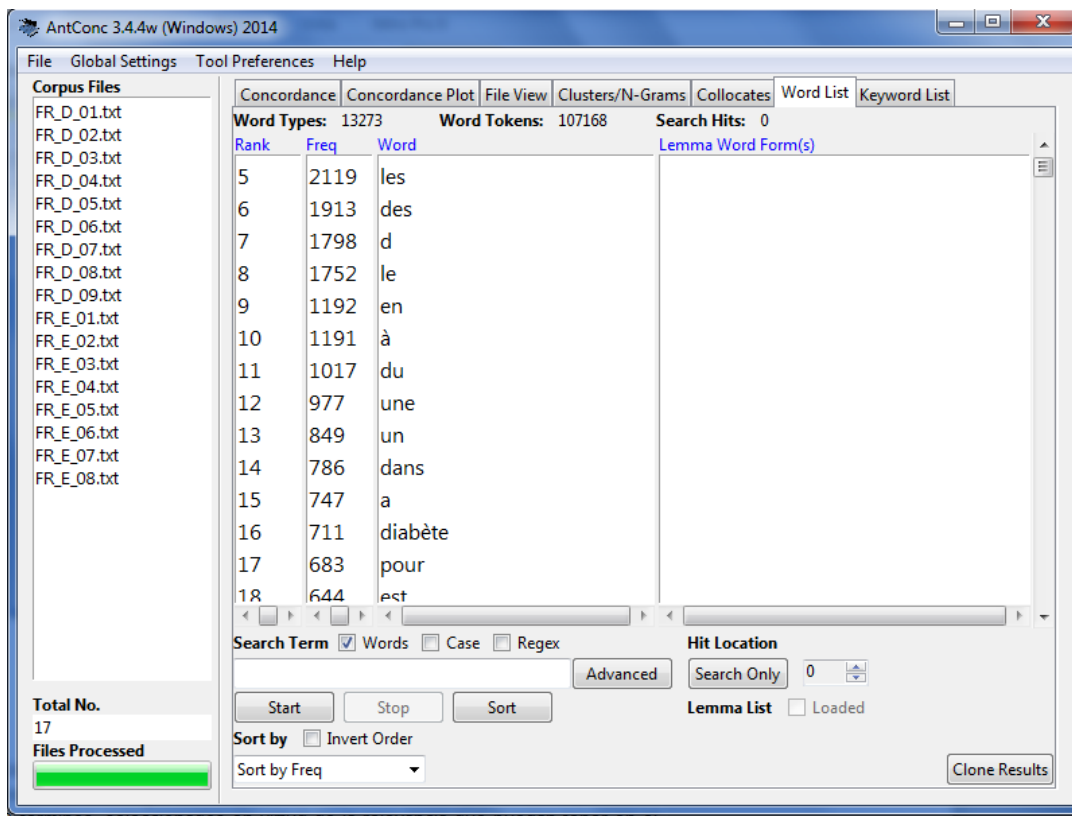 AntConc 3.4.4w (Windows) 2014
File Global Settings Tool Preferences Help
Corpus Files
FR_D_01.txt
FR_D_02.txt
FR_D_03.txt
FR_D_04.txt
FR_D_05.txt
FR_D_06.txt
FR_D_07.txt
FR_D_08.txt
FR_D_09.txt
FR_E_01.txt
FR_E_02.txt
FR_E_03.txt
FR_E_04.txt
FR_E_05.txt
FR_E_06.txt
FR_E_07.txt
FR_E_08.txt
Total No.
17
Files Processed
Concordance Concordance Plot File View Clusters/N-Grams Collocates Word List Keyword List
Word Types: 13273 Word Tokens: 107168 Search Hits: 0
Rank Freq Word Lemma Word Form(s)
5 2119 les
6 1913 des
7 1798 d
8 1752 le
9 1192 en
10 1191 à
11 1017 du
12 977 une
13 849 un
14 786 dans
15 747 a
16 711 diabète
17 683 pour
18 644 est
Search Term Words Case Regex Hit Location
Advanced Search Only 0
Start Stop Sort Lemma List Loaded
Sort by Invert Order
Sort by Freq Clone Results